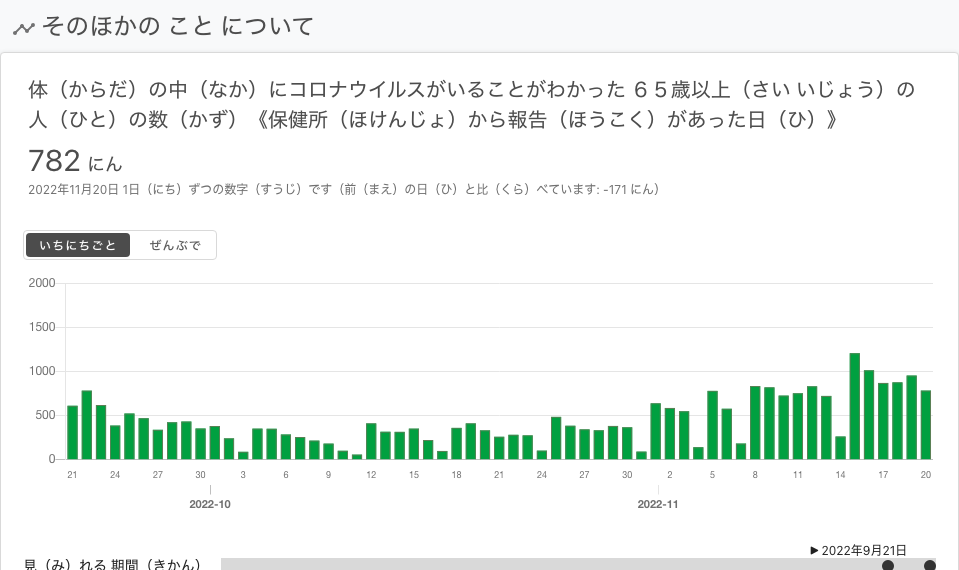 そのほかの こと について
体（からだ）の中（なか）にコロナウイルスがいることがわかった ６５歳以上（さい いじょう）の
人（ひと）の数（かず）《保健所（ほけんじょ）から報告（ほうこく）があった日（ひ）》
782 にん
2022年11月20日 1日（にち）ずつの数字（すうじ）です（前（まえ）の日（ひ）と比（くら）べています: -171 にん）
いちにちごと ぜんぶで
2000
1500
1000
500
0
21 24 27 30 3 6 9 12 15 18 21 24 27 30 2 5 8 11 14 17 20
2022-10 2022-11
▶ 2022年9月21日
見（み）れる 期間（きかん）